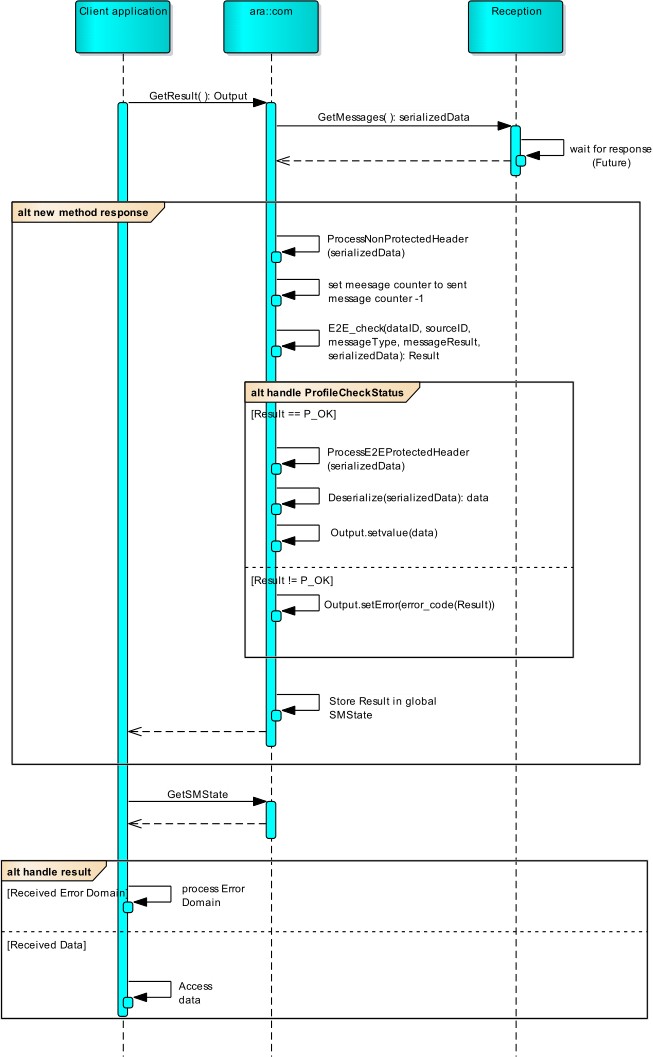 Client application
ara::com
Reception
GetResult( ): Output
GetMessages( ): serializedData
wait for response
(Future)
alt new method response
ProcessNonProtectedHeader
(serializedData)
set meesage counter to sent
message counter -1
E2E_check(dataID, sourceID,
messageType, messageResult,
serializedData): Result
alt handle ProfileCheckStatus
[Result == P_OK]
ProcessE2EProtectedHeader
(serializedData)
Deserialize(serializedData): data
Output.setvalue(data)
[Result != P_OK]
Output.setError(error_code(Result))
Store Result in global
SMState
GetSMState
alt handle result
[Received Error Domain]
process Error
Domain
[Received Data]
Access
data